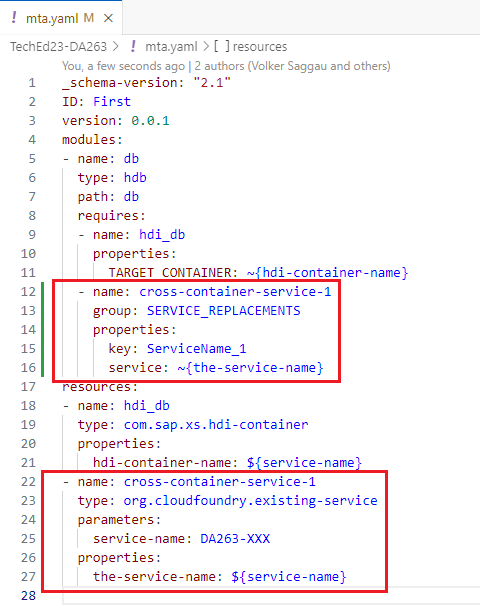 ! mta.yaml M ×
TechEd23-DA263 > ! mta.yaml > [ ] resources
You, a few seconds ago | 2 authors (Volker Saggau and others)
1 _schema-version: "2.1"
2 ID: First
3 version: 0.0.1
4 modules:
5 - name: db
6 type: hdb
7 path: db
8 requires:
9 - name: hdi_db
10 properties:
11 TARGET_CONTAINER: ~{hdi-container-name}
12 - name: cross-container-service-1
13 group: SERVICE_REPLACEMENTS
14 properties:
15 key: ServiceName_1
16 service: ~{the-service-name}
17 resources:
18 - name: hdi_db
19 type: com.sap.xs.hdi-container
20 properties:
21 hdi-container-name: ${service-name}
22 - name: cross-container-service-1
23 type: org.cloudfoundry.existing-service
24 parameters:
25 service-name: DA263-XXX
26 properties:
27 the-service-name: ${service-name}
28